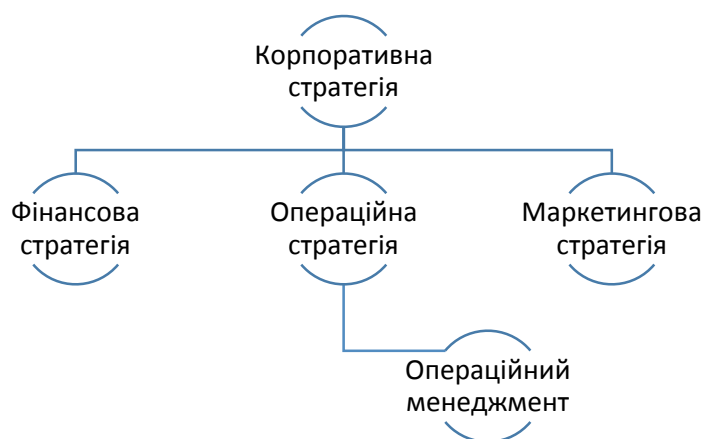 Корпоративна
стратегія
Фінансова
стратегія
Операційна
стратегія
Маркетингова
стратегія
Операційний
менеджмент